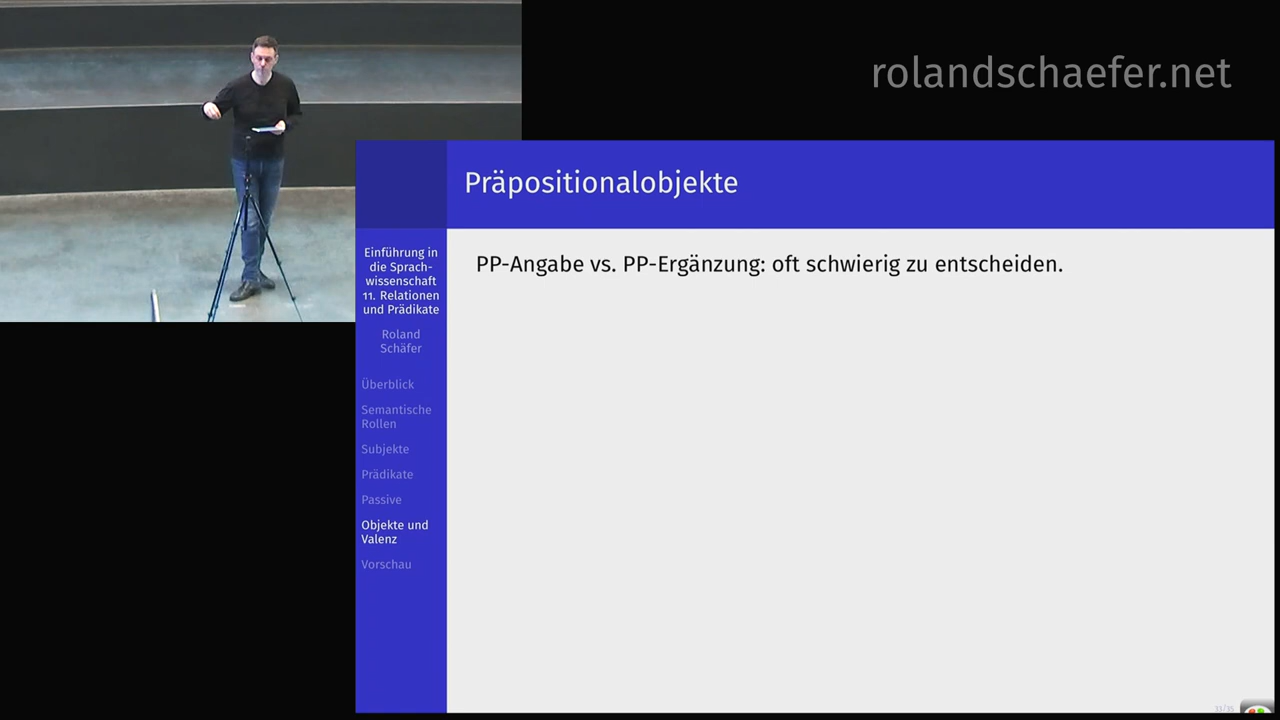 rolandschaefer.net
Präpositionalobjekte
Einführung in
die Sprach-
wissenschaft
11. Relationen
und Prädikate
Roland
Schäfer
Überblick
Semantische
Rollen
Subjekte
Prädikate
Passive
Objekte und
Valenz
Vorschau
PP-Angabe vs. PP-Ergänzung: oft schwierig zu entscheiden.